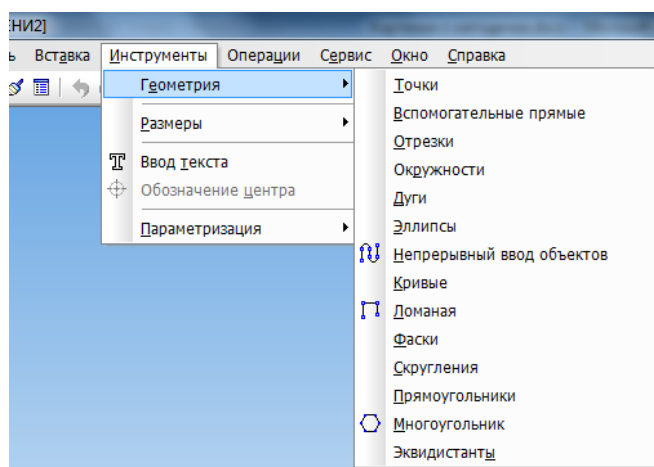 ЕНИ2]
Вставка Инструменты Операции Сервис Окно Справка
Геометрия
Размеры
Ввод текста
Обозначение центра
Параметризация
Точки
Вспомогательные прямые
Отрезки
Окружности
Дуги
Эллипсы
Непрерывный ввод объектов
Кривые
Ломаная
Фаски
Скругления
Прямоугольники
Многоугольник
Эквидистанты